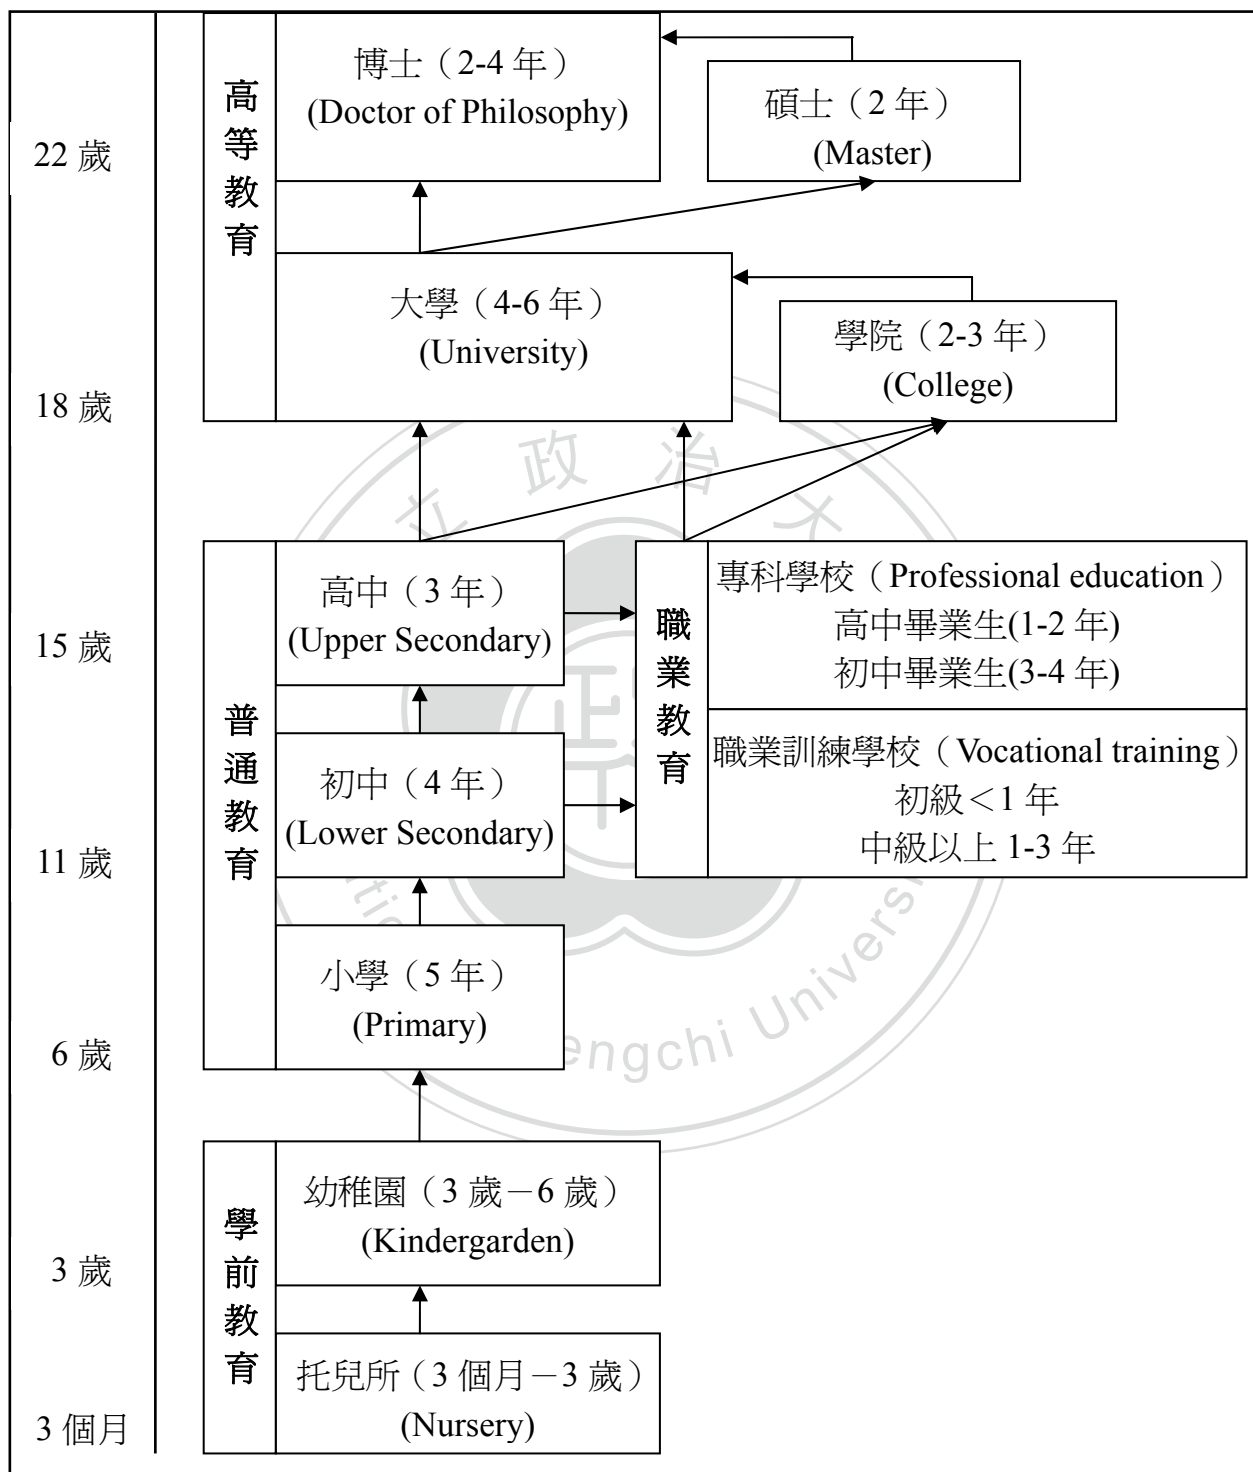 高等教育
博士（2-4 年）
(Doctor of Philosophy)
碩士（2 年）
(Master)
22 歲
大學（4-6 年）
(University)
學院（2-3 年）
(College)
18 歲
立政治大
普通教育
高中（3 年）
(Upper Secondary)
職業教育
專科學校（Professional education）
高中畢業生(1-2 年)
初中畢業生(3-4 年)
15 歲
初中（4 年）
(Lower Secondary)
職業訓練學校（Vocational training）
初級＜1 年
中級以上 1-3 年
11 歲
小學（5 年）
(Primary)
6 歲
engchi Univers
學前教育
幼稚園（3 歲－6 歲）
(Kindergarden)
3 歲
托兒所（3 個月－3 歲）
(Nursery)
3 個月